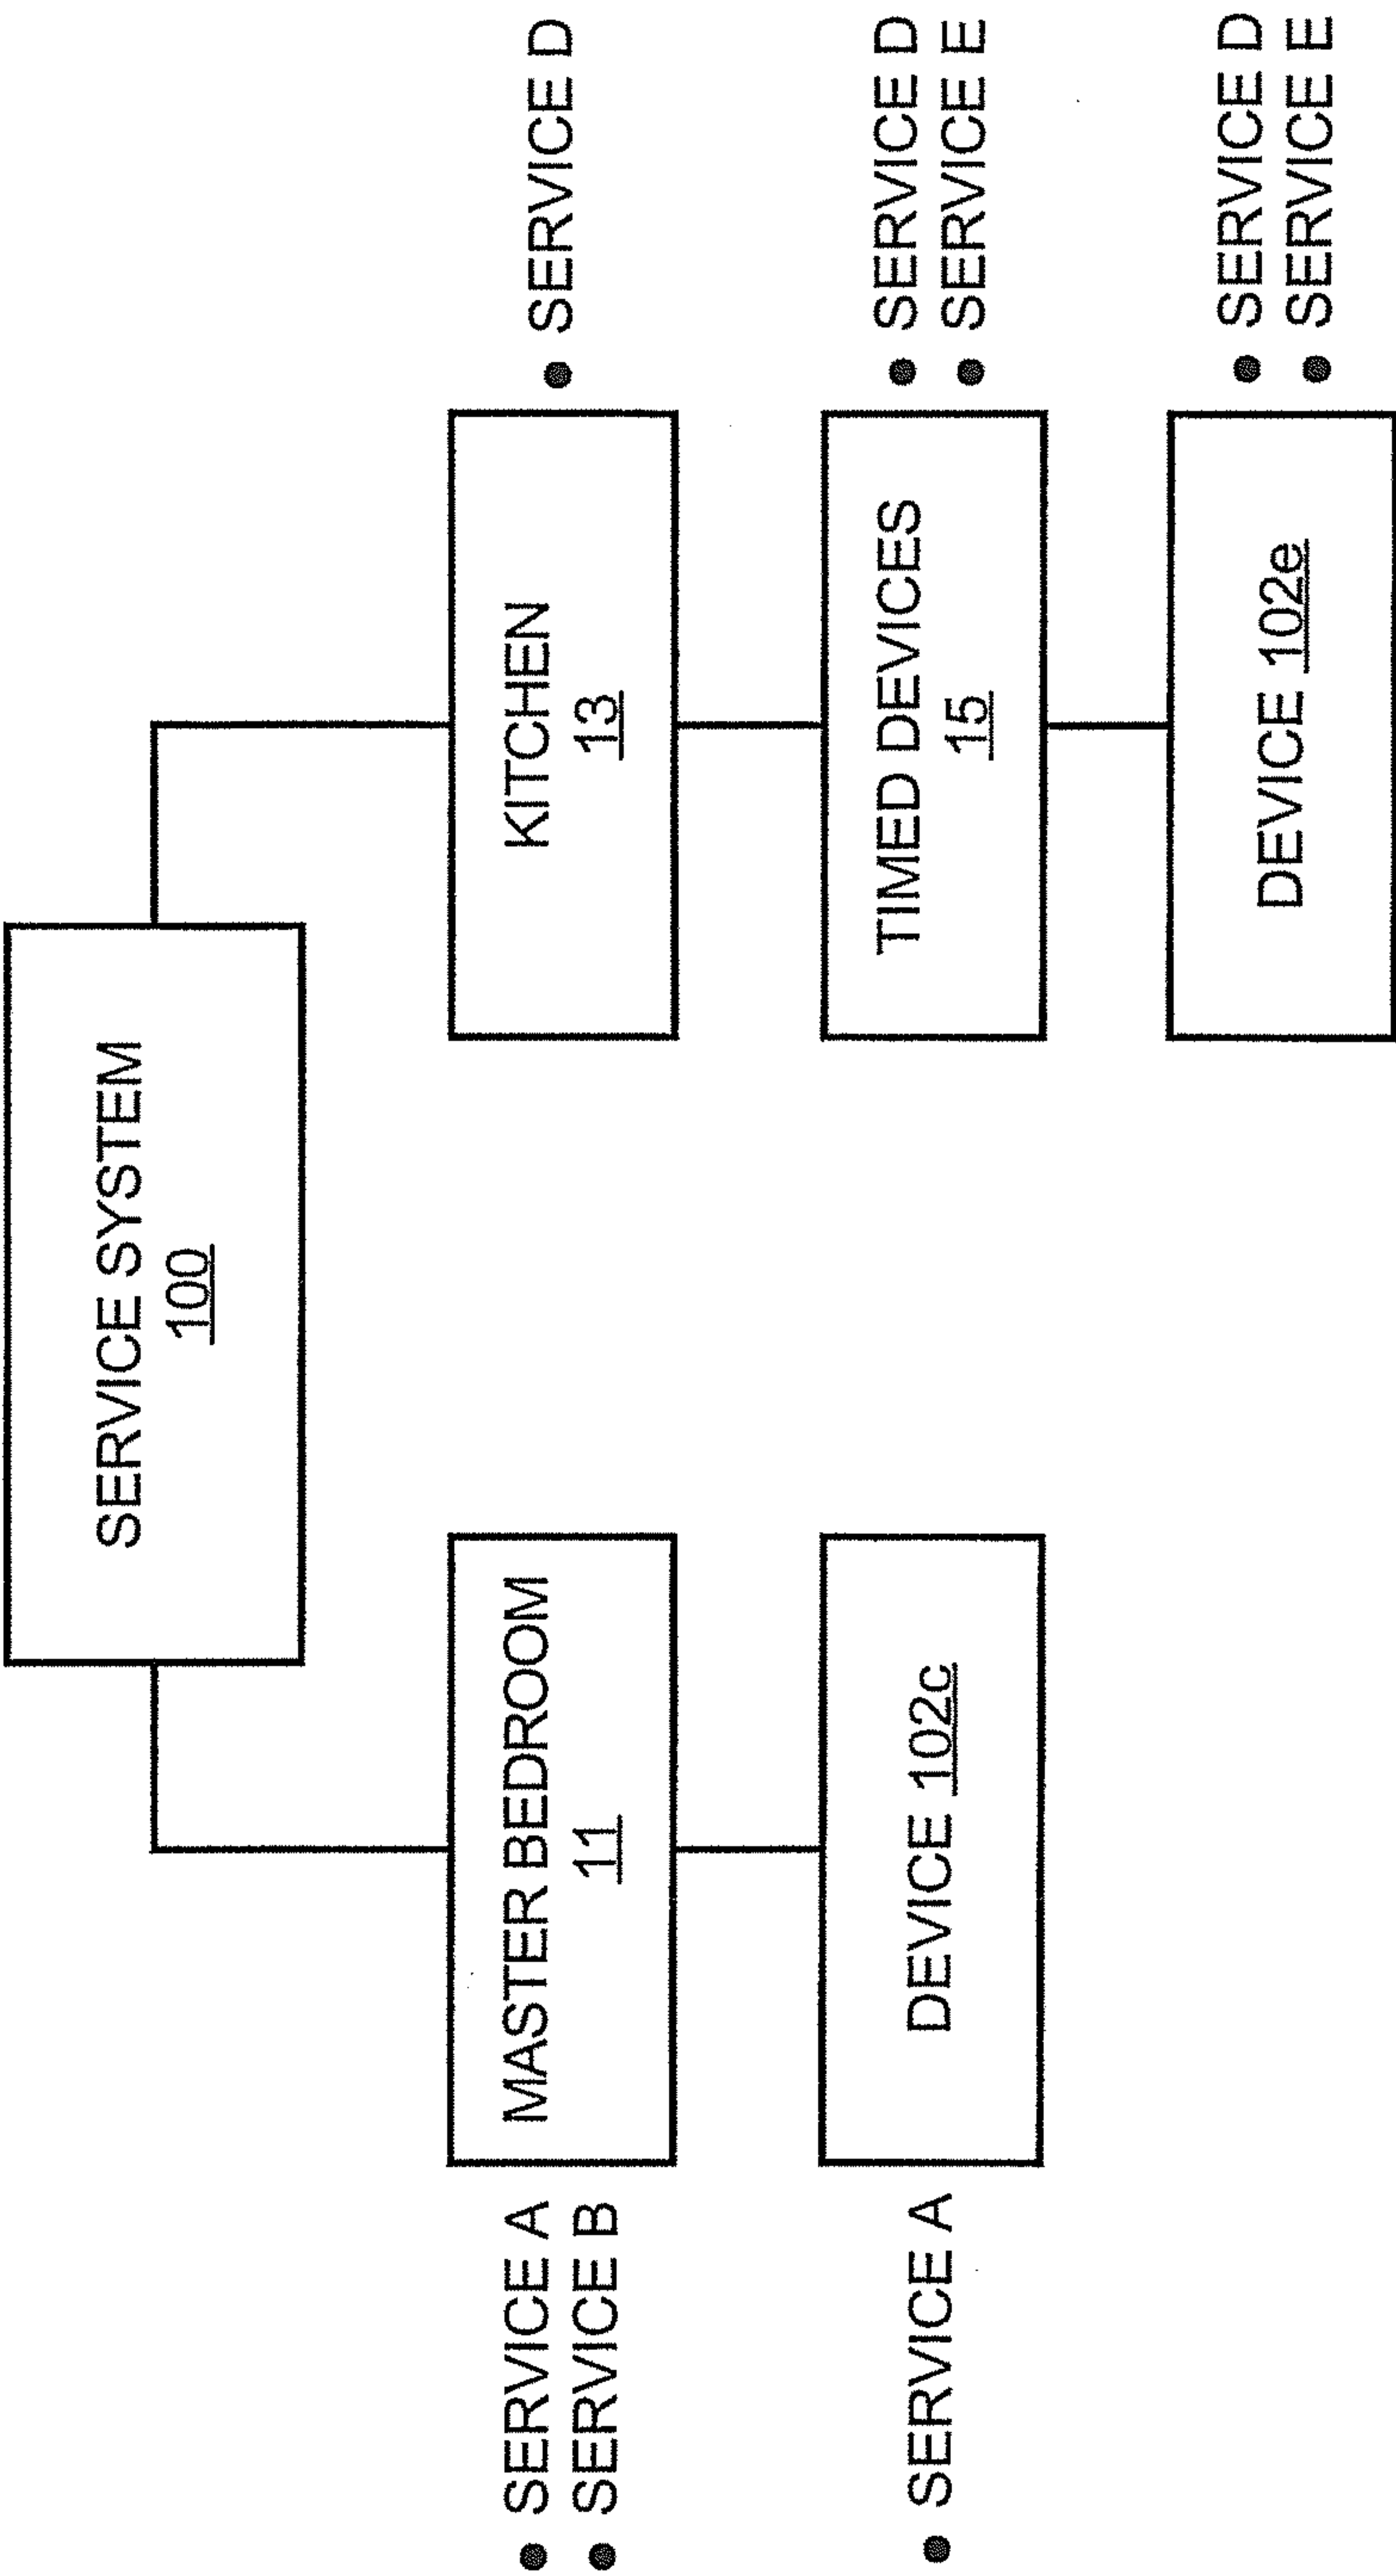 SERVICE SYSTEM
100
● SERVICE A
● SERVICE B
MASTER BEDROOM
11
KITCHEN
13
● SERVICE D
● SERVICE A
DEVICE 102c
TIMED DEVICES
15
● SERVICE D
● SERVICE E
DEVICE 102e
● SERVICE D
● SERVICE E